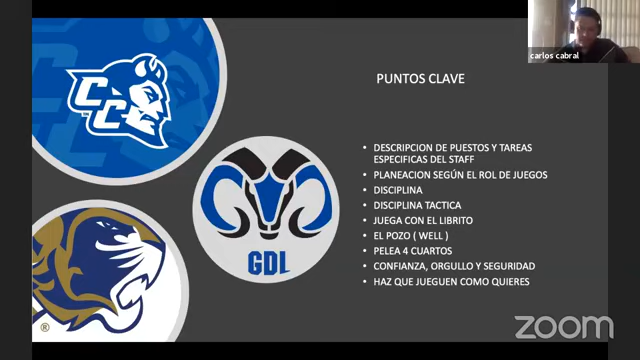 carlos cabral
PUNTOS CLAVE
CC
GDL
®
• DESCRIPCION DE PUESTOS Y TAREAS
ESPECIFICAS DEL STAFF
• PLANEACION SEGÚN EL ROL DE JUEGOS
• DISCIPLINA
• DISCIPLINA TACTICA
• JUEGA CON EL LIBRITO
• EL POZO ( WELL )
• PELEA 4 CUARTOS
• CONFIANZA, ORGULLO Y SEGURIDAD
• HAZ QUE JUEGUEN COMO QUIERES
zoom